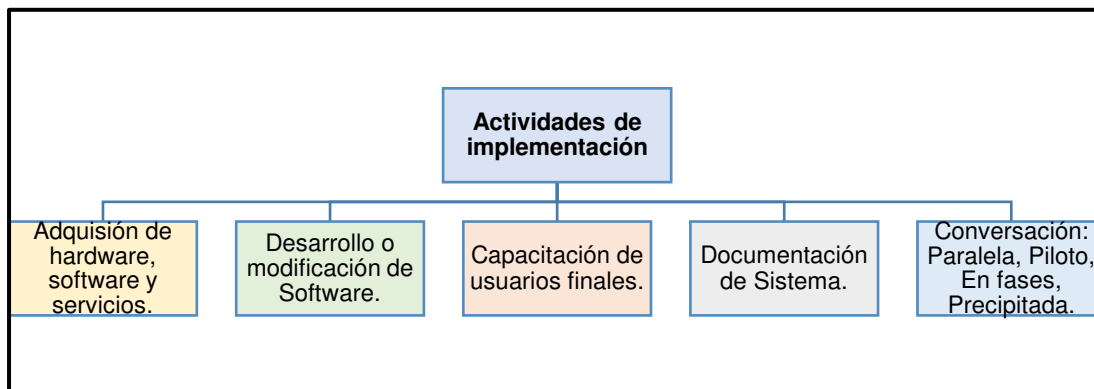 Actividades de
implementación
Adquisión de
hardware,
software y
servicios.
Desarrollo o
modificación de
Software.
Capacitación de
usuarios finales.
Documentación
de Sistema.
Conversación:
Paralela, Piloto,
En fases,
Precipitada.